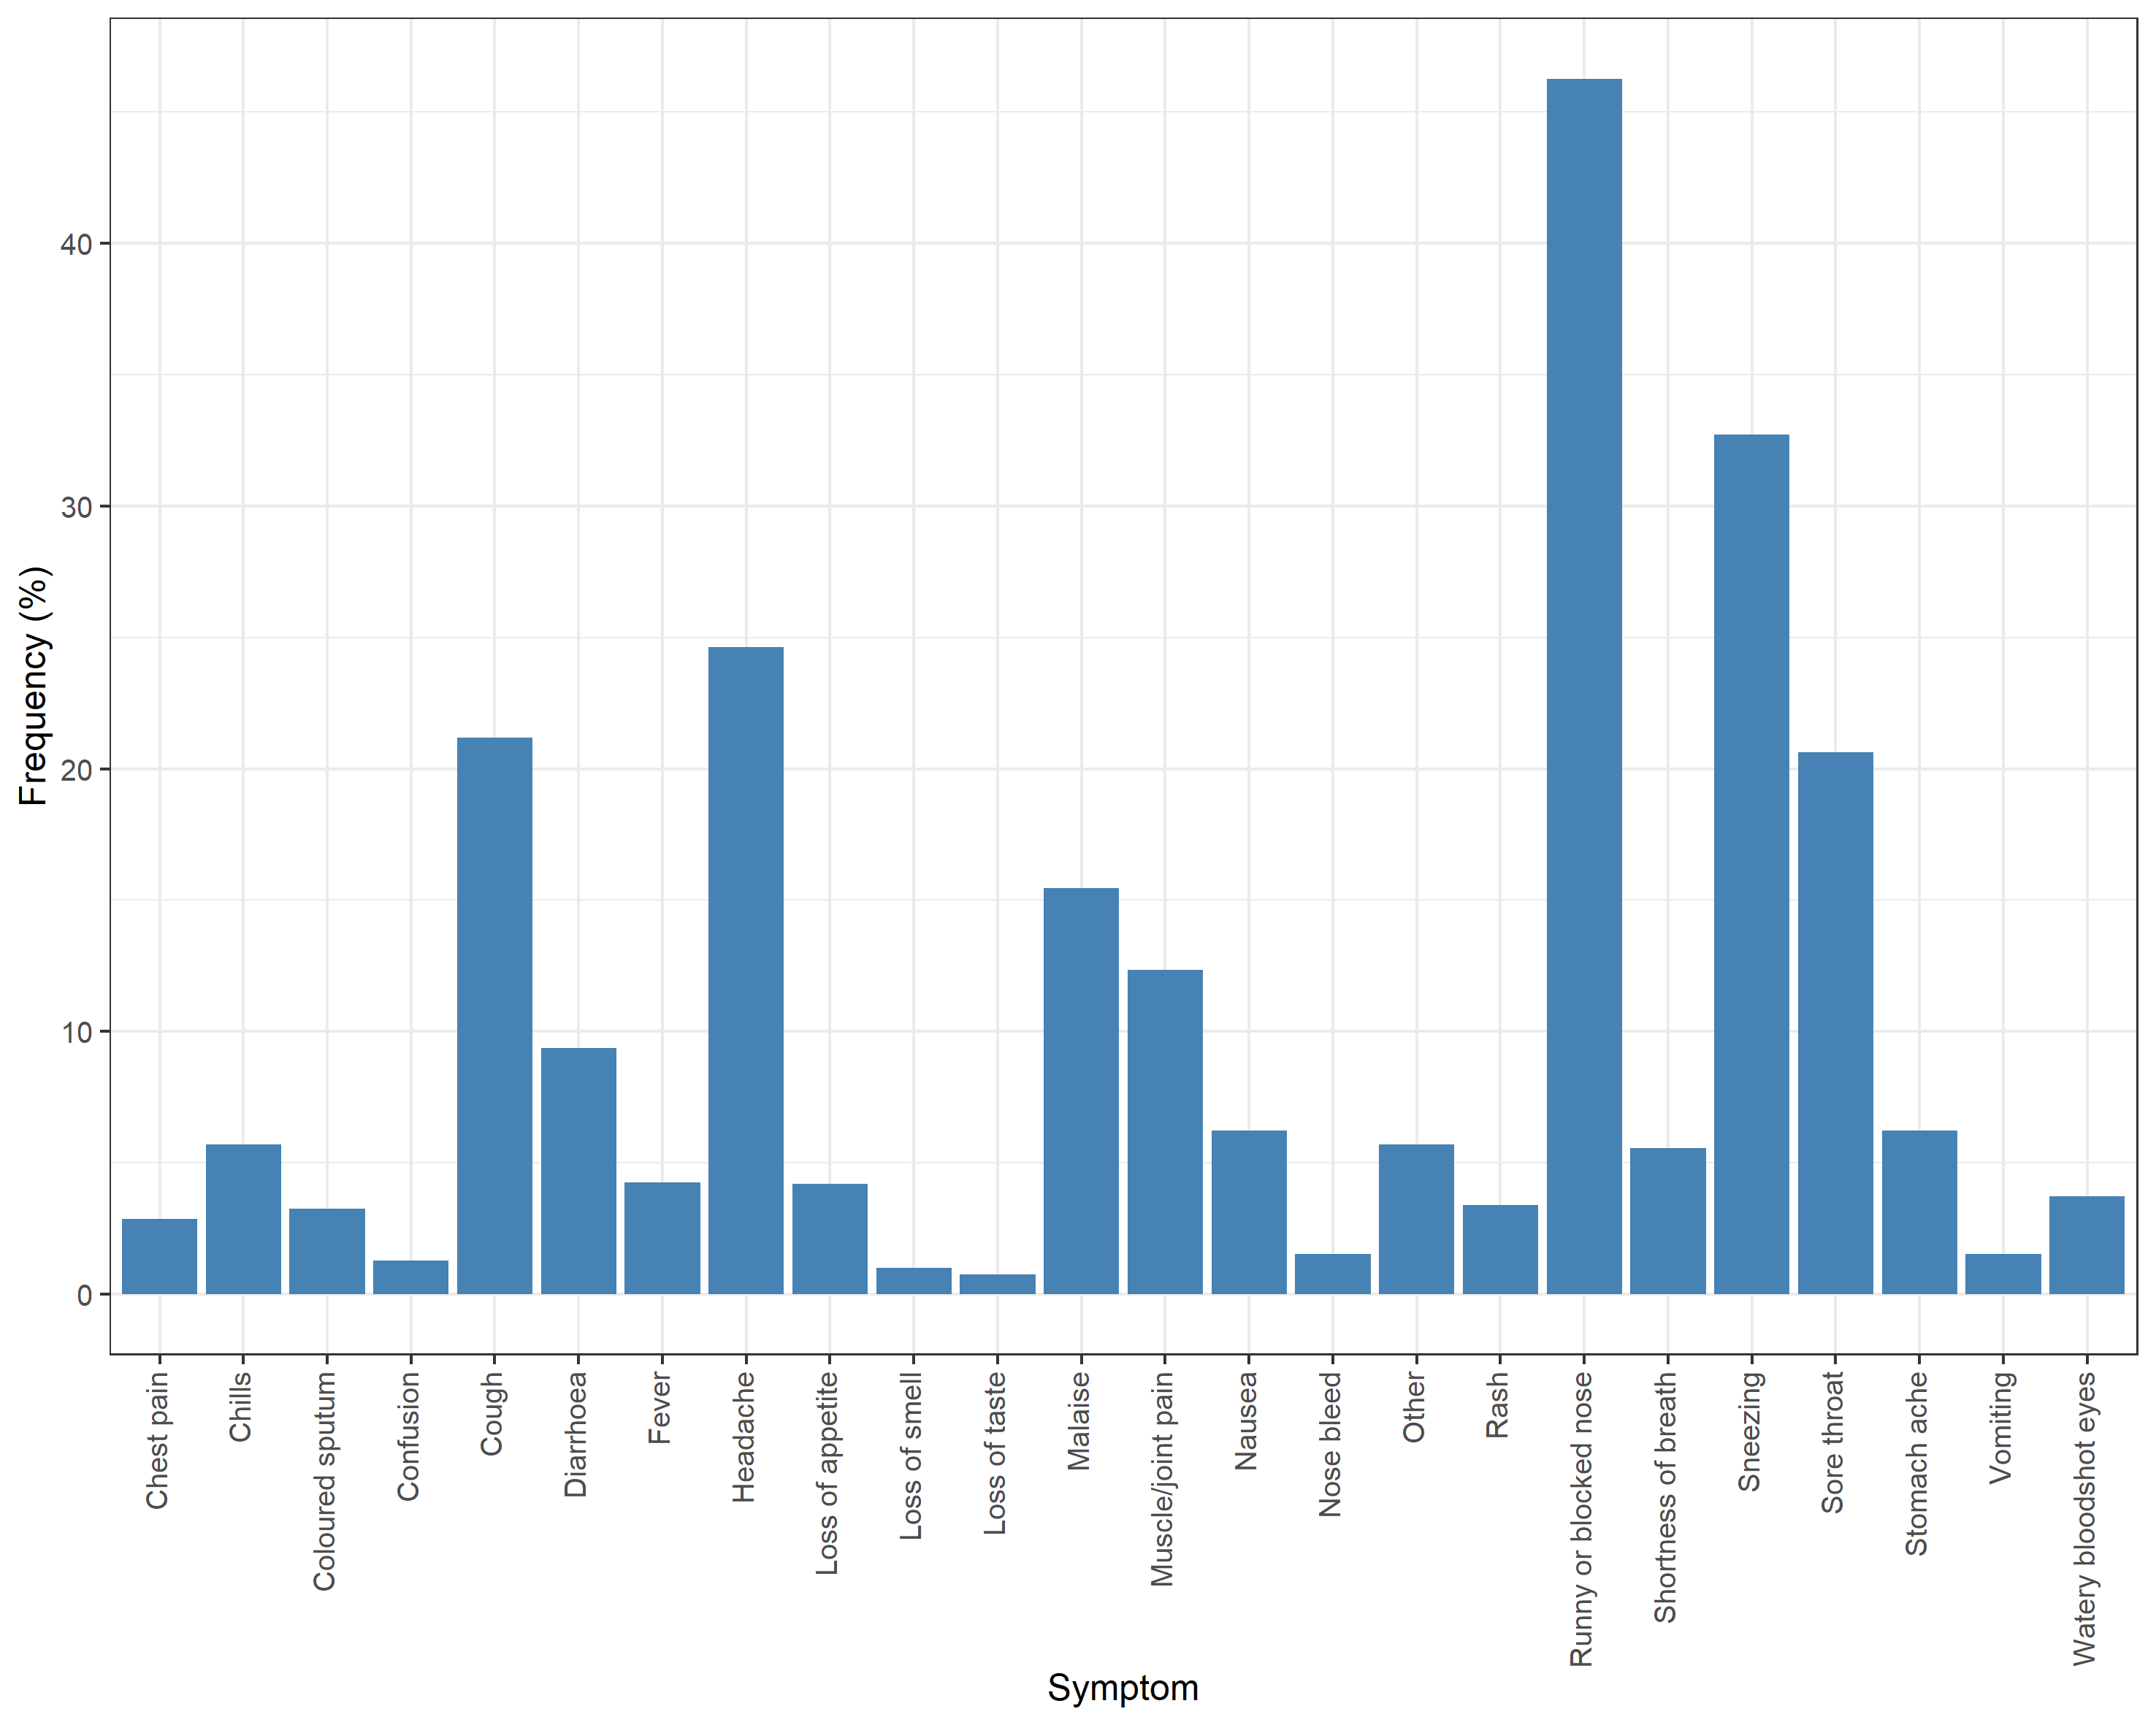 Frequency (%)
40
30
20
10
0
Chest pain
Chills
Coloured sputum
Confusion
Cough
Diarrhoea
Fever
Headache
Loss of appetite
Loss of smell
Loss of taste
Malaise
Muscle/joint pain
Nausea
Nose bleed
Other
Rash
Runny or blocked nose
Shortness of breath
Sneezing
Sore throat
Stomach ache
Vomiting
Watery bloodshot eyes
Symptom